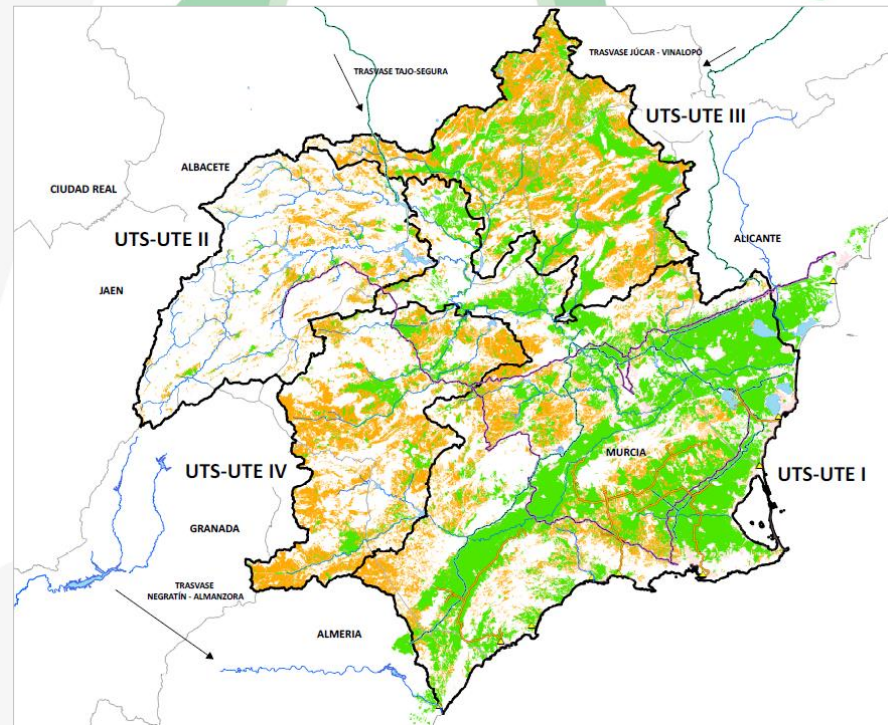 TRASVASE JÚCAR - VINALOPÓ
TRASVASE TAJO-SEGURA
UTS-UTE III
ALBACETE
CIUDAD REAL
UTS-UTE II
ALICANTE
JAEN
MURCIA
UTS-UTE IV
UTS-UTE I
GRANADA
TRASVASE
NEGRATÍN - ALMANZORA
ALMERIA